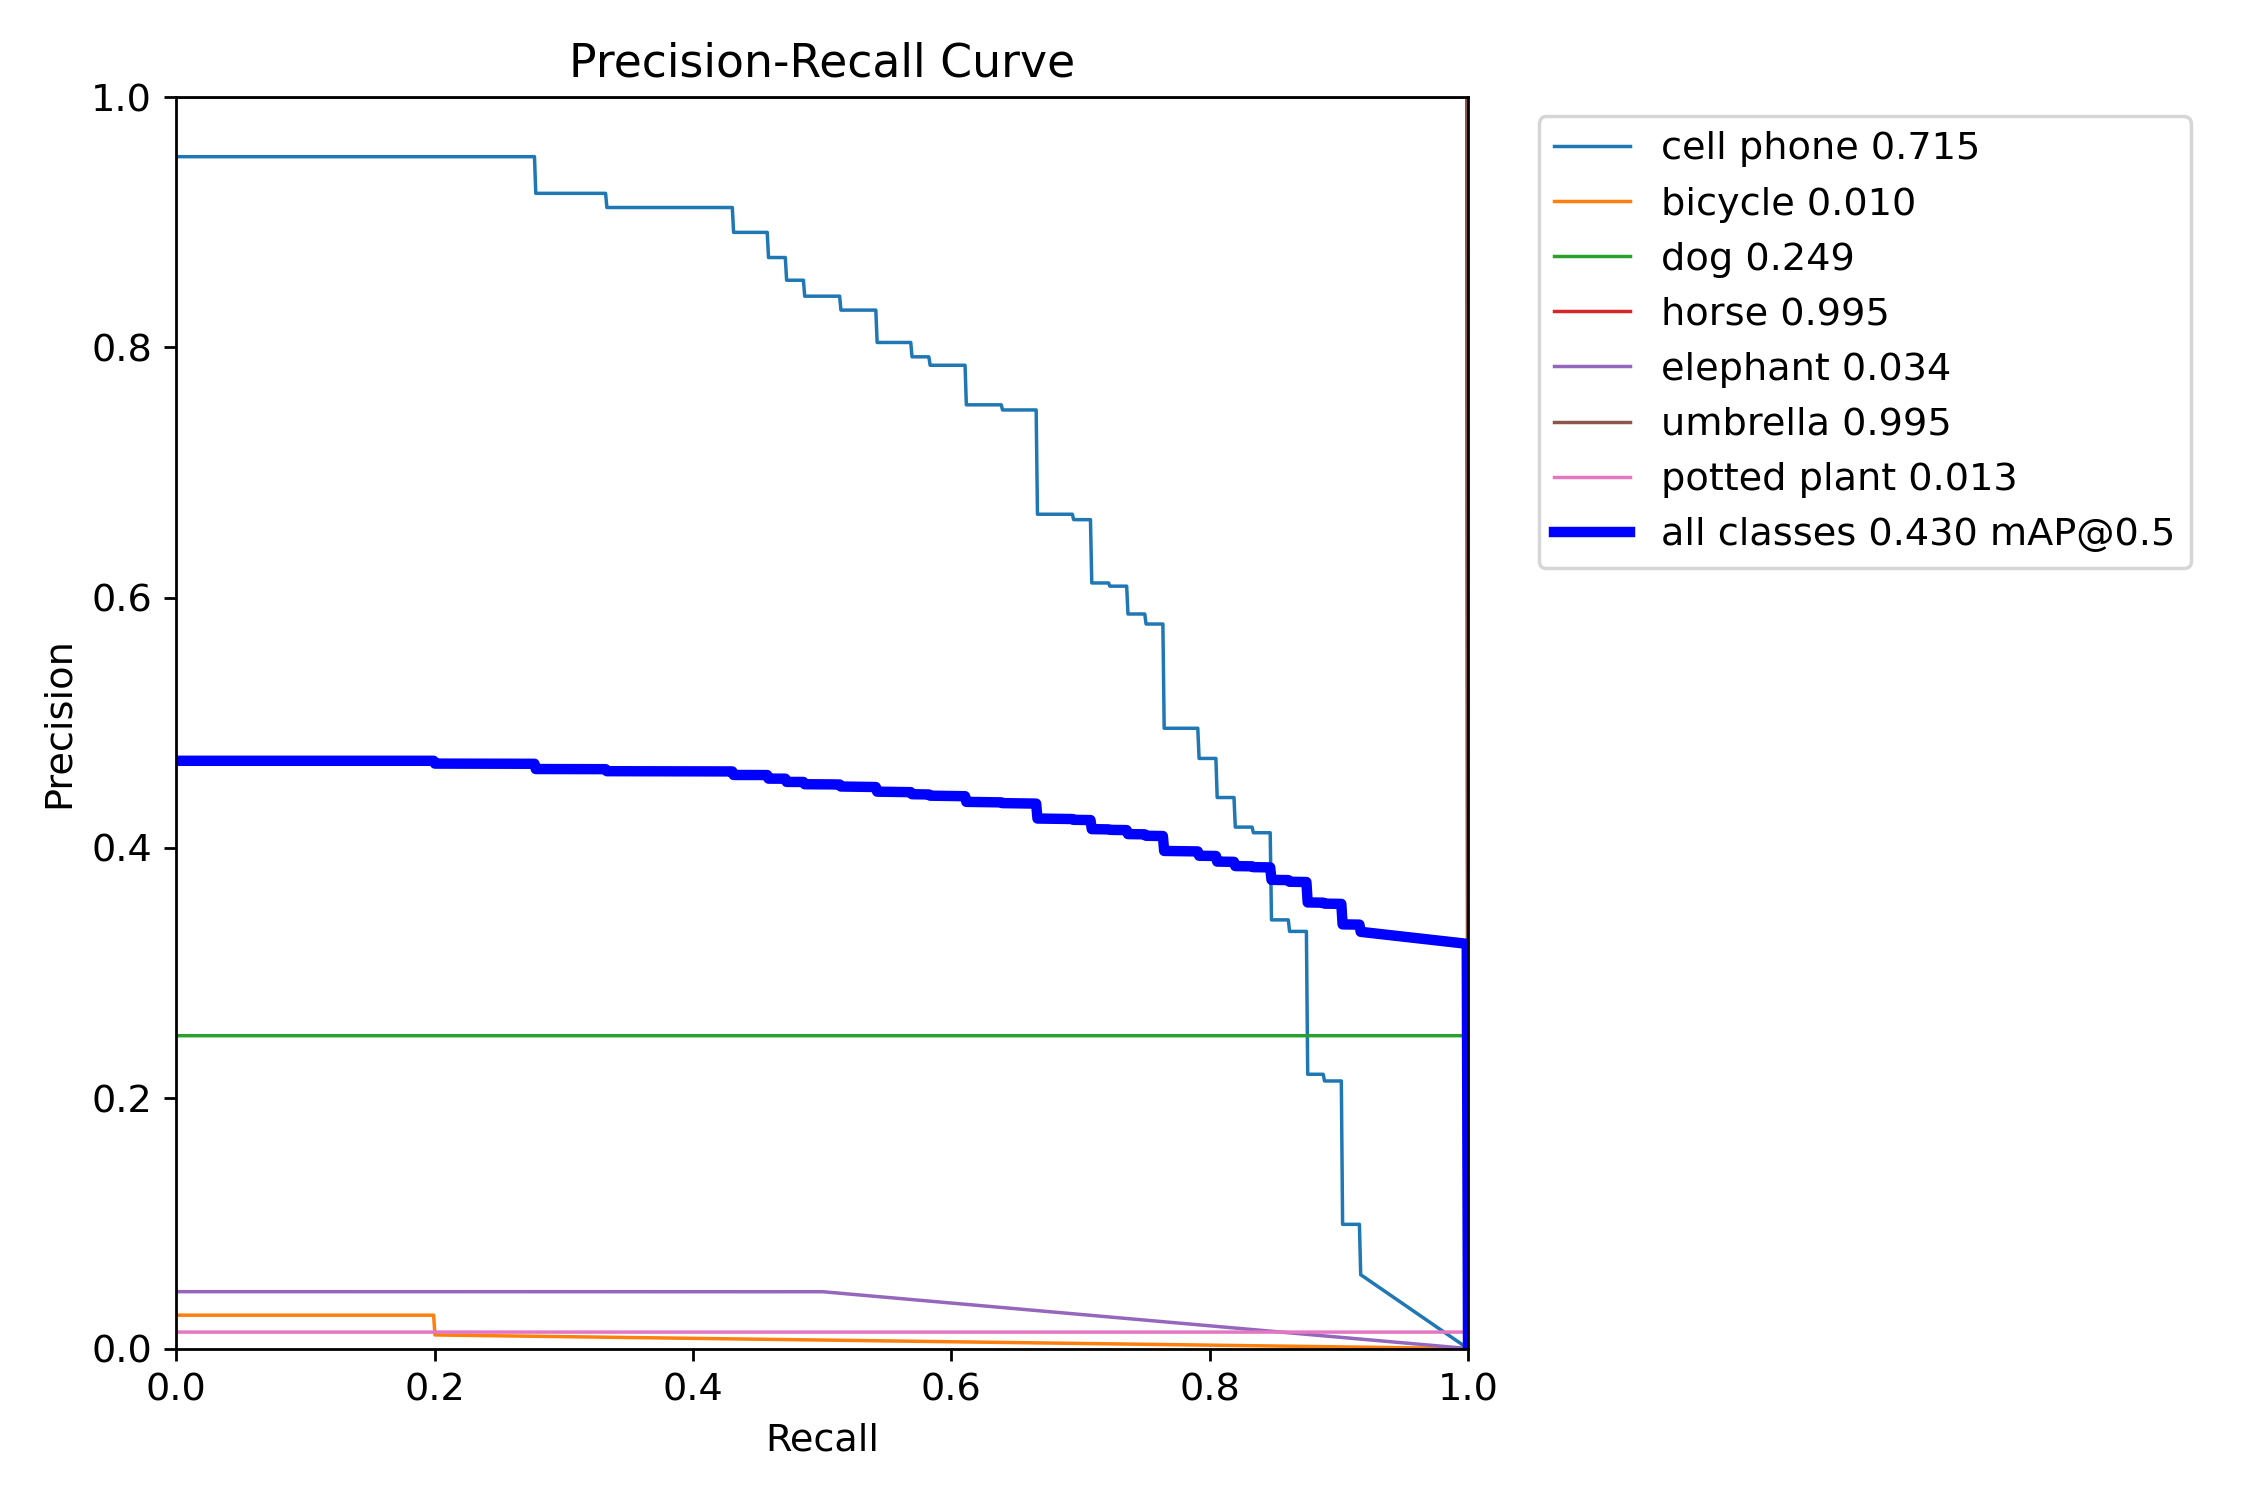 Precision-Recall Curve
1.0
0.8
0.6
0.4
0.2
0.0
Precision
0.0 0.2 0.4 0.6 0.8 1.0
Recall
cell phone 0.715
bicycle 0.010
dog 0.249
horse 0.995
elephant 0.034
umbrella 0.995
potted plant 0.013
all classes 0.430 mAP@0.5